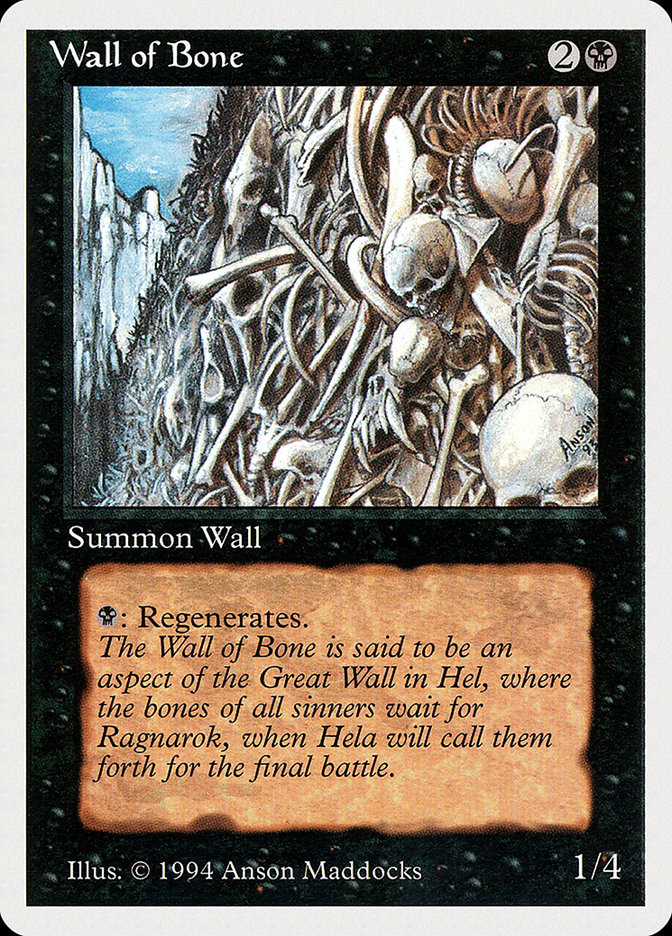 Wall of Bone 2
ANSON
93
Summon Wall
: Regenerates.
The Wall of Bone is said to be an
aspect of the Great Wall in Hel, where
the bones of all sinners wait for
Ragnarok, when Hela will call them
forth for the final battle.
Illus. © 1994 Anson Maddocks 1/4